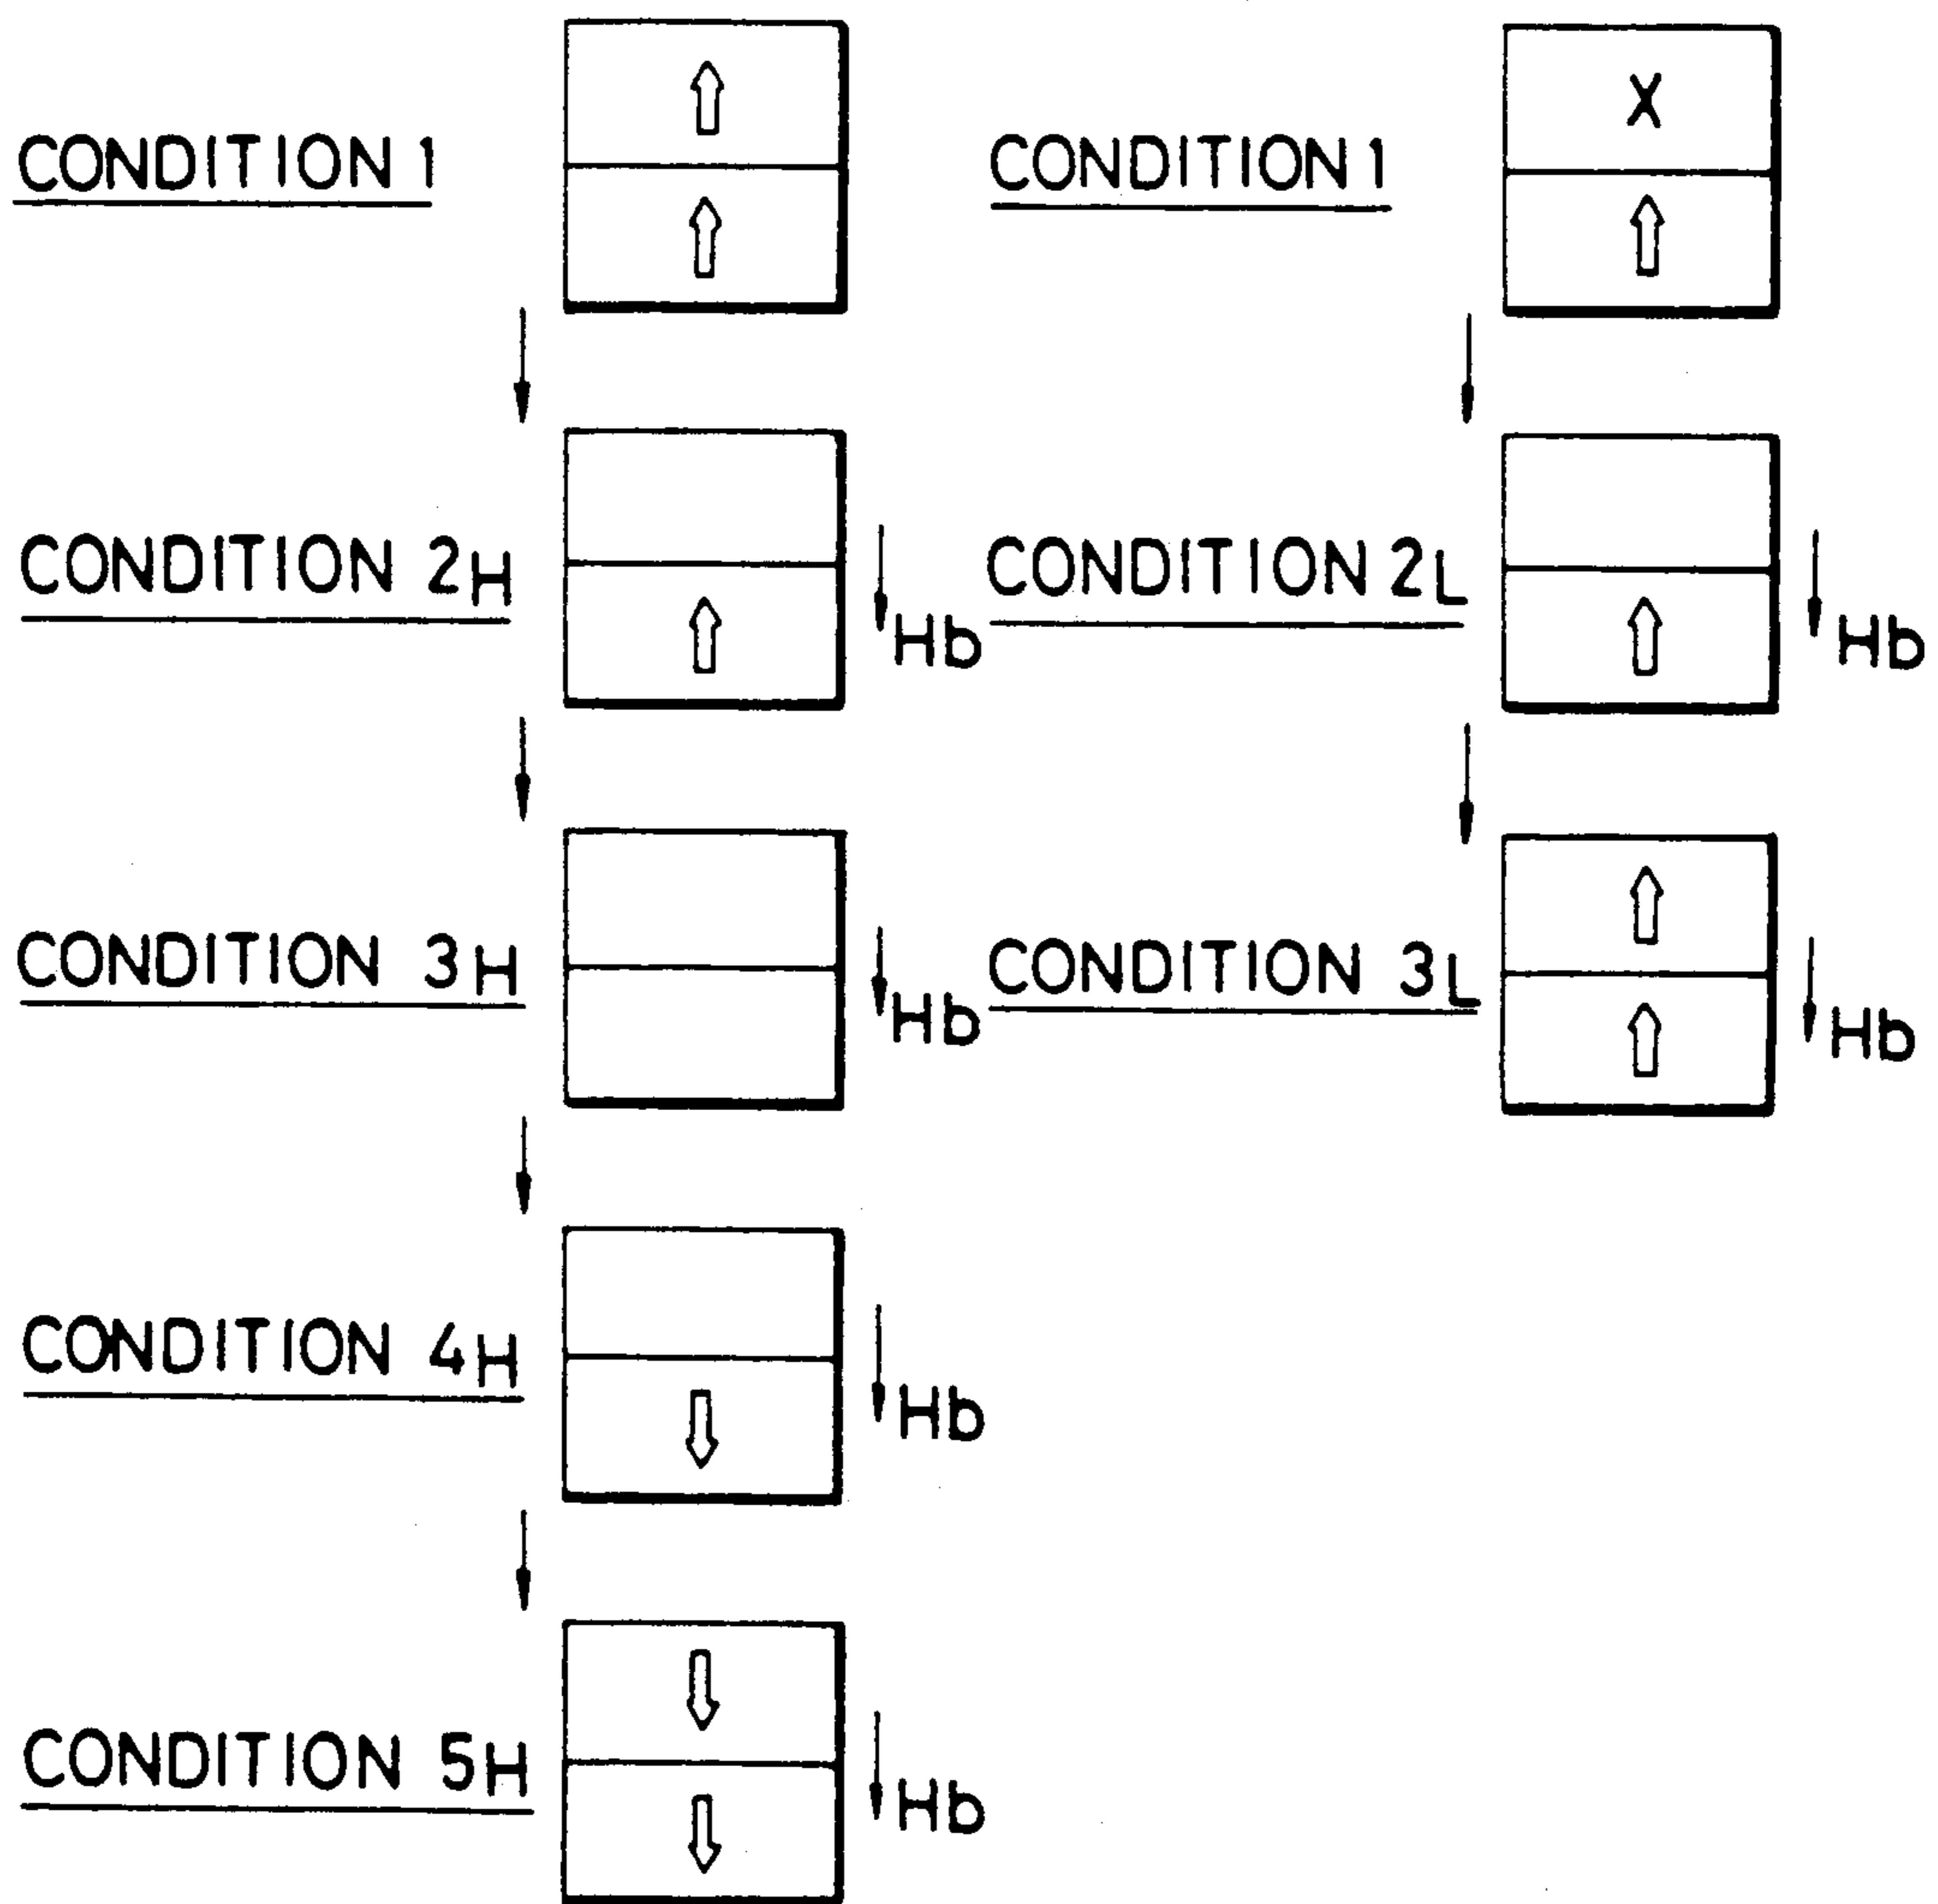 CONDITION 1
X
CONDITION 1
CONDITION 2H
Hb
CONDITION 2L
Hb
CONDITION 3H
Hb
CONDITION 3L
Hb
CONDITION 4H
Hb
CONDITION 5H
Hb